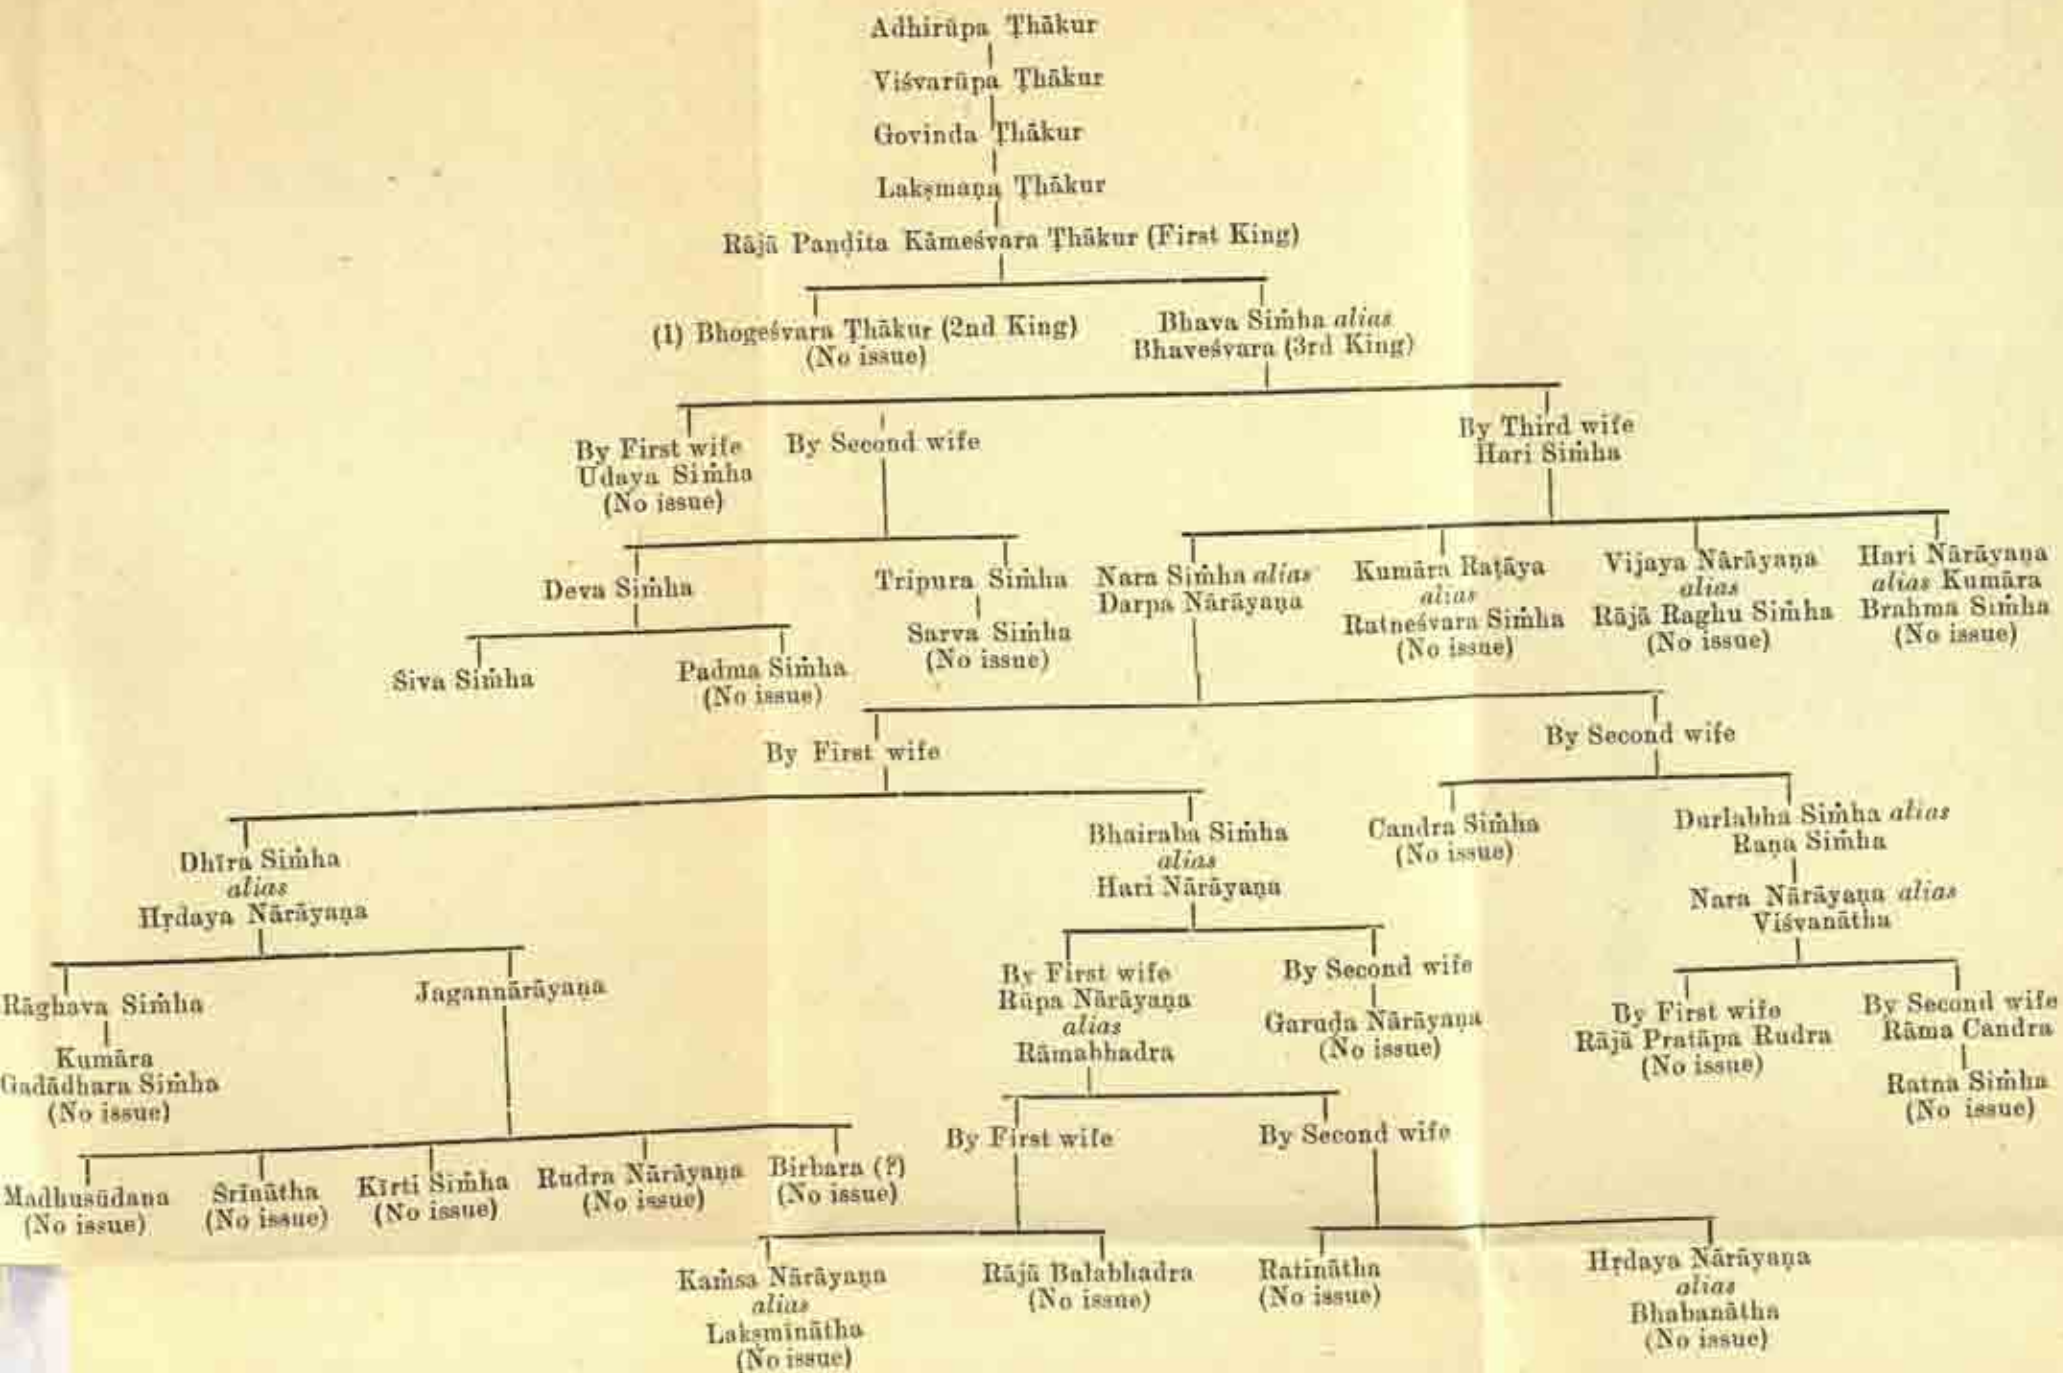 Adhirūpa Ṭhākur
Viśvarūpa Ṭhākur
Govinda Ṭhākur
Lakṣmaṇa Ṭhākur
Rājā Paṇḍita Kāmeśvara Ṭhākur (First King)
(1) Bhogeśvara Ṭhākur (2nd King)
(No issue)
Bhava Siṁha alias
Bhaveśvara (3rd King)
By First wife
Udaya Siṁha
(No issue)
By Second wife
By Third wife
Hari Siṁha
Deva Siṁha
Tripura Siṁha
Sarva Siṁha
(No issue)
Nara Siṁha alias
Darpa Nārāyaṇa
Kumāra Raṭāya
alias
Ratneśvara Siṁha
(No issue)
Vijaya Nārāyaṇa
alias
Rājā Raghu Siṁha
(No issue)
Hari Nārāyaṇa
alias Kumāra
Brahma Siṁha
(No issue)
Siva Siṁha
Padma Siṁha
(No issue)
By First wife
By Second wife
Dhīra Siṁha
alias
Hṛdaya Nārāyaṇa
Bhairaba Siṁha
alias
Hari Nārāyaṇa
Candra Siṁha
(No issue)
Durlabha Siṁha alias
Raṇa Siṁha
Nara Nārāyaṇa alias
Viśvanātha
Rāghava Siṁha
Kumāra
Gadādhara Siṁha
(No issue)
Jagannārāyaṇa
By First wife
Rūpa Nārāyaṇa
alias
Rāmabhadra
By Second wife
Garuḍa Nārāyaṇa
(No issue)
By First wife
Rājā Pratāpa Rudra
(No issue)
By Second wife
Rāma Candra
Ratna Siṁha
(No issue)
By First wife
By Second wife
Madhusūdana
(No issue)
Śrīnātha
(No issue)
Kīrti Siṁha
(No issue)
Rudra Nārāyaṇa
(No issue)
Birbara (?)
(No issue)
Kaṁsa Nārāyaṇa
alias
Lakṣmīnātha
(No issue)
Rājā Balabhadra
(No issue)
Ratinātha
(No issue)
Hṛdaya Nārāyaṇa
alias
Bhabanātha
(No issue)